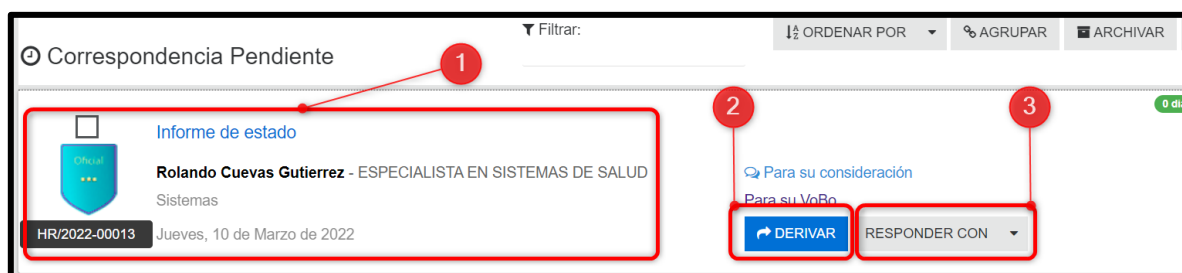 Filtrar:
ORDENAR POR
AGRUPAR
ARCHIVAR
Correspondencia Pendiente
1
2
3
0 día
Informe de estado
Oficial
Rolando Cuevas Gutierrez - ESPECIALISTA EN SISTEMAS DE SALUD
Sistemas
HR/2022-00013
Jueves, 10 de Marzo de 2022
Para su consideración
Para su VoBo
DERIVAR
RESPONDER CON